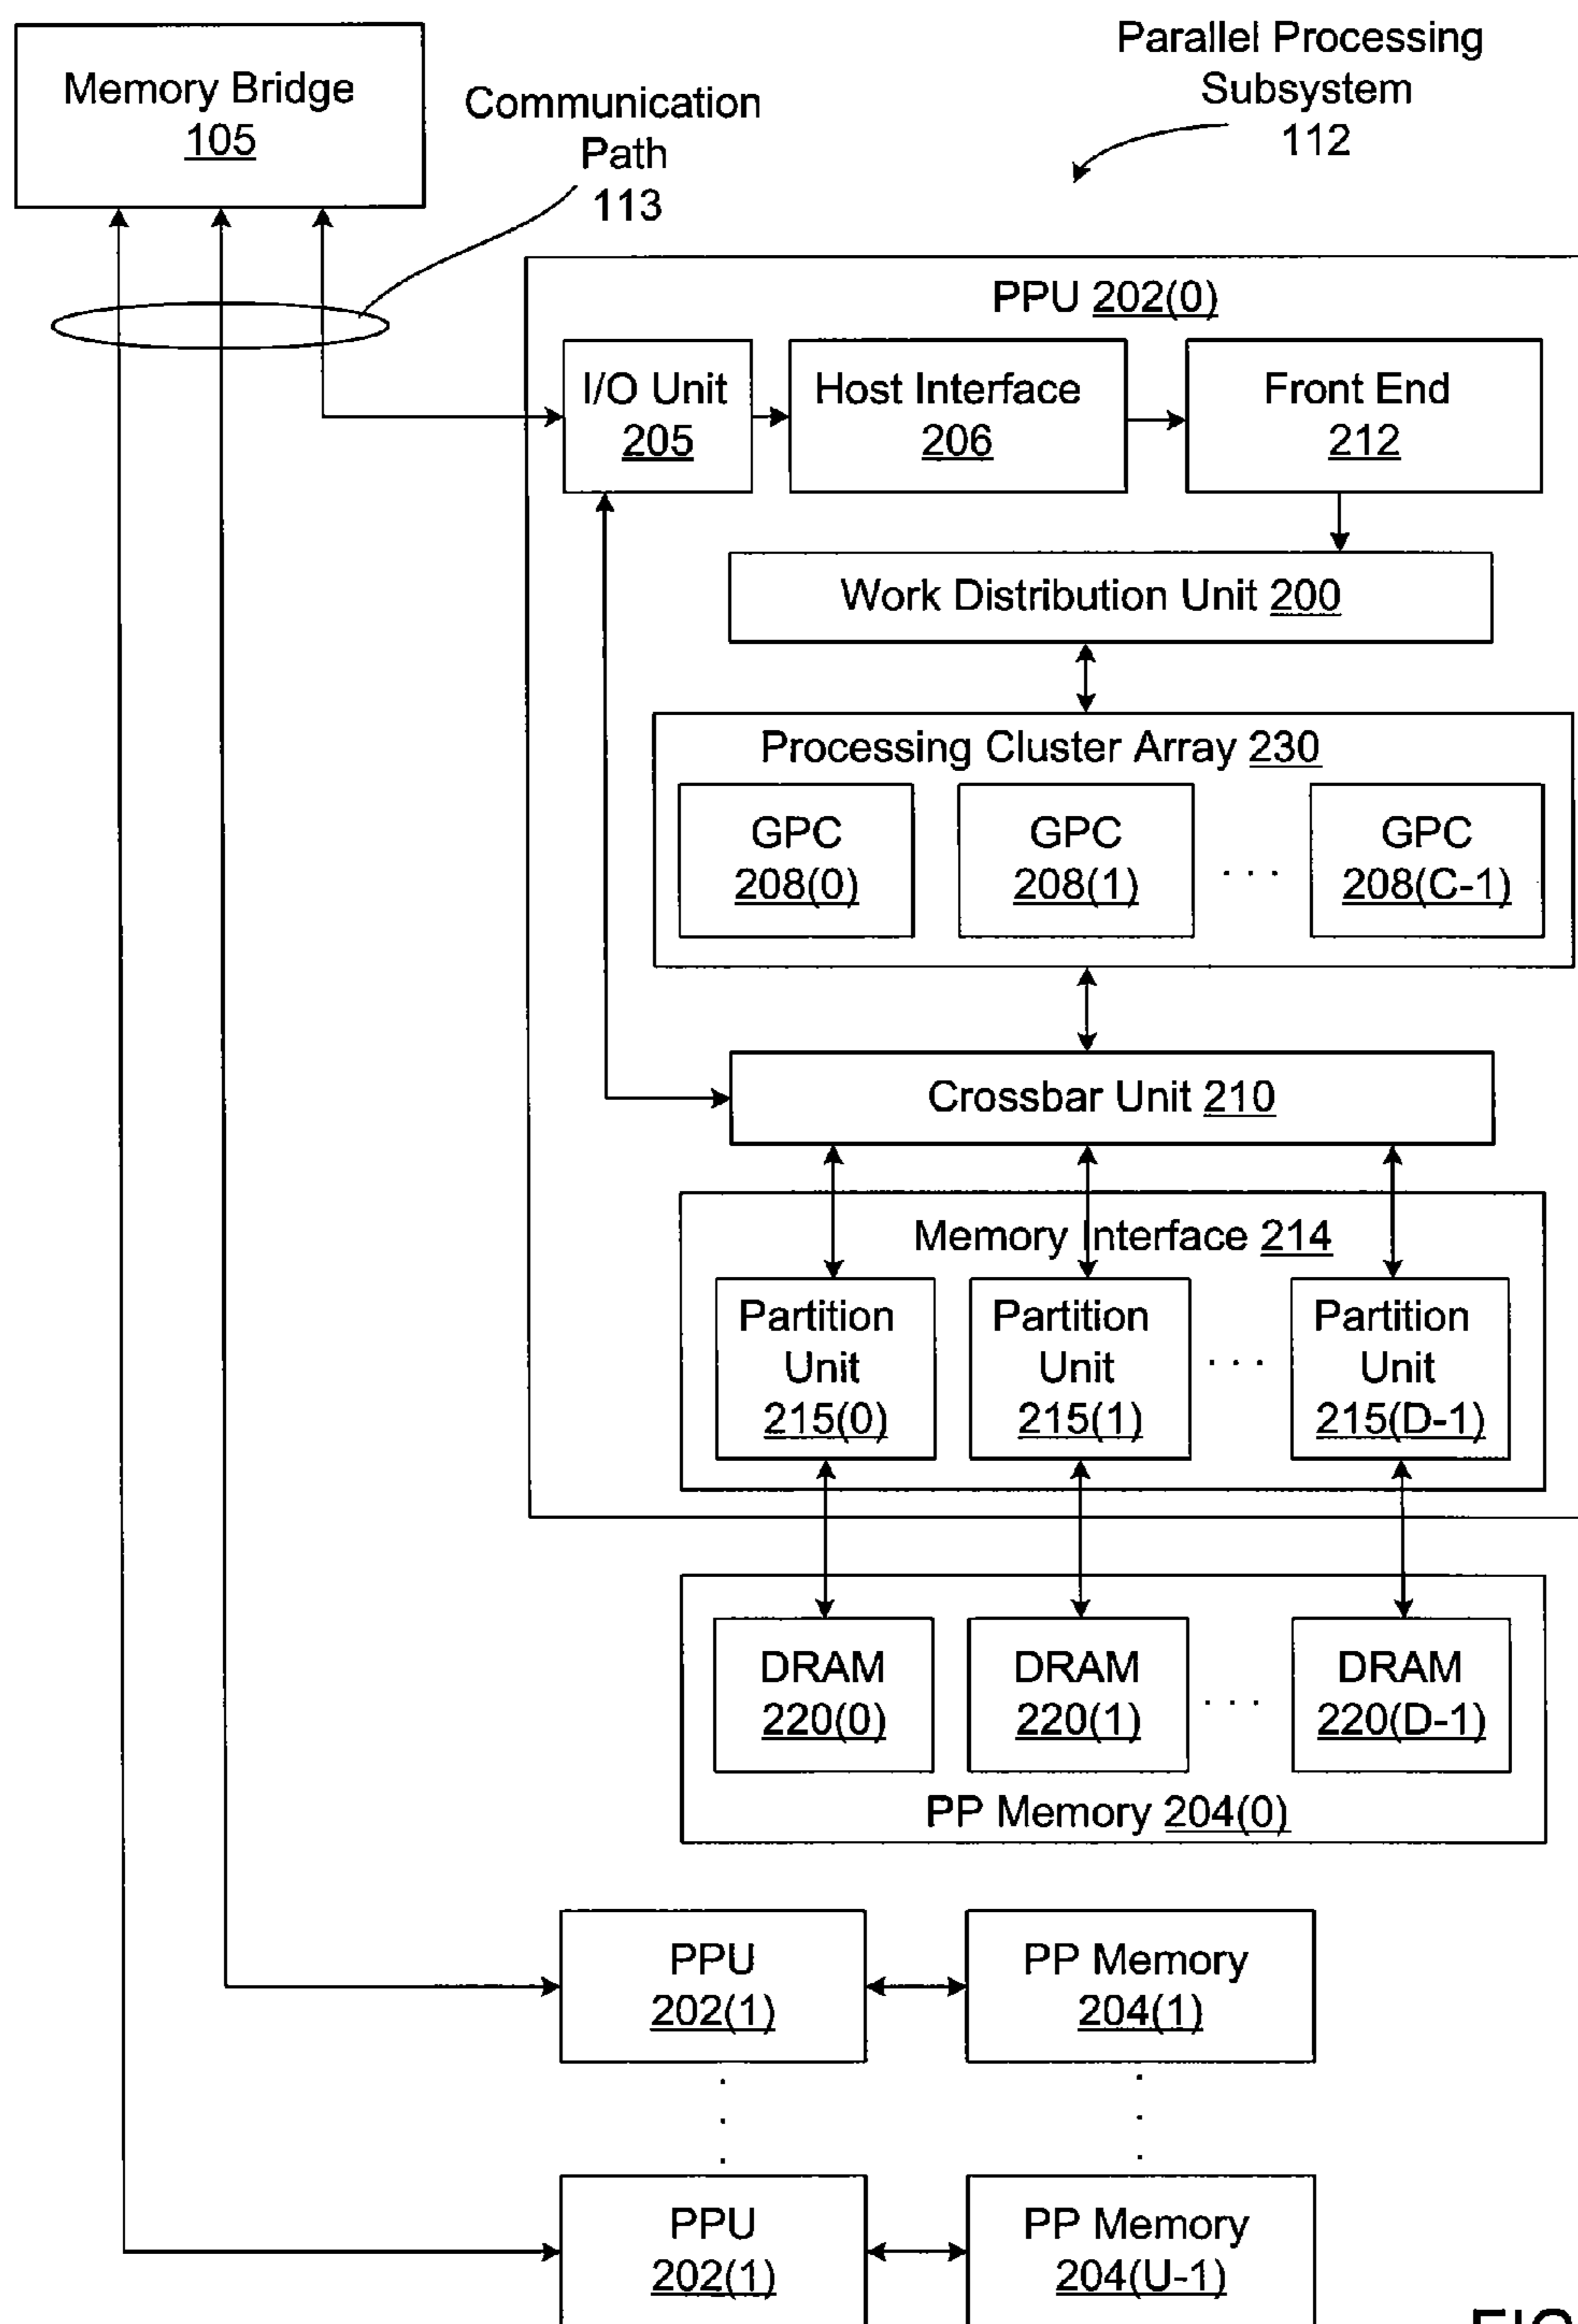 Parallel Processing
Subsystem
112
Memory Bridge
105
Communication
Path
113
PPU 202(0)
I/O Unit
205
Host Interface
206
Front End
212
Work Distribution Unit 200
Processing Cluster Array 230
GPC
208(0)
GPC
208(1)
. . .
GPC
208(C-1)
Crossbar Unit 210
Memory Interface 214
Partition
Unit
215(0)
Partition
Unit
215(1)
. . .
Partition
Unit
215(D-1)
DRAM
220(0)
DRAM
220(1)
. . .
DRAM
220(D-1)
PP Memory 204(0)
PPU
202(1)
PP Memory
204(1)
PPU
202(1)
PP Memory
204(U-1)